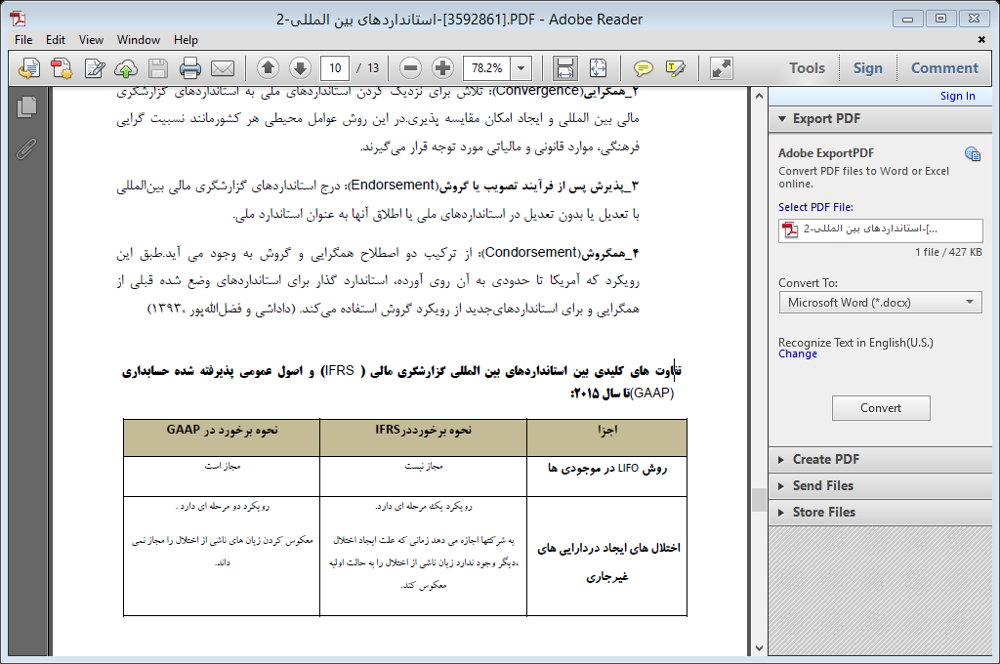 2-استانداردهای بین المللی-[3592861].PDF - Adobe Reader
File Edit View Window Help
10 / 13 78.2% Tools Sign Comment
Sign In
۲_همگرایی(Convergence): تلاش برای نزدیک کردن استانداردهای ملی به استانداردهای گزارشگری
مالی بین المللی و ایجاد امکان مقایسه پذیری.در این روش عوامل محیطی هر کشورمانند نسبیت گرایی
فرهنگی، موارد قانونی و مالیاتی مورد توجه قرار می‌گیرند.
۳_پذیرش پس از فرآیند تصویب یا گروش(Endorsement): درج استانداردهای گزارشگری مالی بین‌المللی
با تعدیل یا بدون تعدیل در استانداردهای ملی یا اطلاق آنها به عنوان استاندارد ملی.
۴_همگروش(Condorsement): از ترکیب دو اصطلاح همگرایی و گروش به وجود می آید.طبق این
رویکرد که آمریکا تا حدودی به آن روی آورده، استاندارد گذار برای استانداردهای وضع شده قبلی از
همگرایی و برای استانداردهای‌جدید از رویکرد گروش استفاده می‌کند. (داداشی و فضل‌الله‌پور ،۱۳۹۳)
تفاوت های کلیدی بین استانداردهای بین المللی گزارشگری مالی ( IFRS) و اصول عمومی پذیرفته شده حسابداری
(GAAP)تا سال ۲۰۱۵:
اجزا نحوه برخورددرIFRS نحوه برخورد در GAAP
روش LIFO در موجودی ها مجاز نیست مجاز است
اختلال های ایجاد دردارایی های
غیرجاری
رویکرد یک مرحله ای دارد.
به شرکتها اجازه می دهد زمانی که علت ایجاد اختلال
،دیگر وجود ندارد زیان ناشی از اختلال را به حالت اولیه
معکوس کند.
رویکرد دو مرحله ای دارد .
معکوس کردن زیان های ناشی از اختلال را مجاز نمی
داند.
Export PDF
Adobe ExportPDF
Convert PDF files to Word or Excel
online.
Select PDF File:
2-استانداردهای بین المللی-[...
1 file / 427 KB
Convert To:
Microsoft Word (*.docx)
Recognize Text in English(U.S.)
Change
Convert
Create PDF
Send Files
Store Files